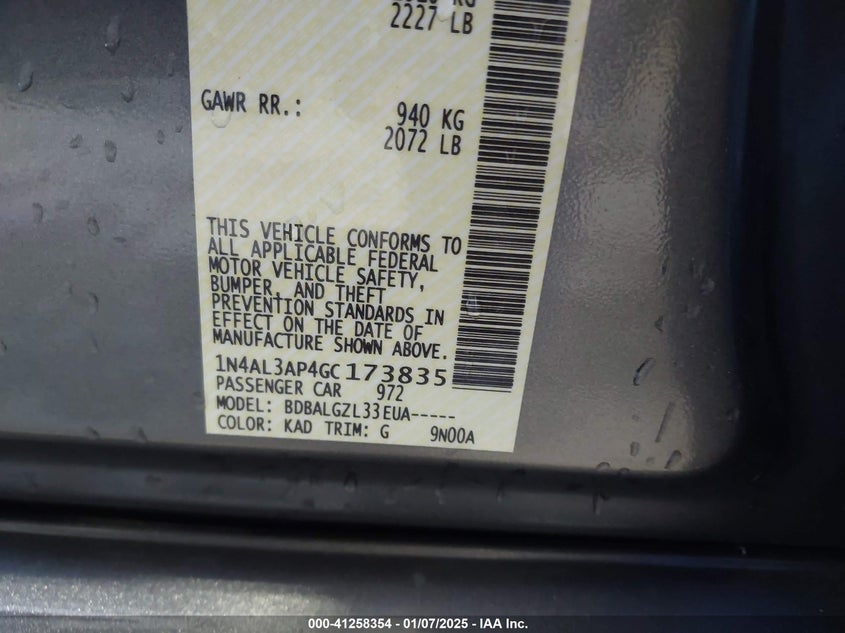 2227 LB
GAWR RR.: 940 KG
2072 LB
THIS VEHICLE CONFORMS TO
ALL APPLICABLE FEDERAL
MOTOR VEHICLE SAFETY,
BUMPER, AND THEFT
PREVENTION STANDARDS IN
EFFECT ON THE DATE OF
MANUFACTURE SHOWN ABOVE.
1N4AL3AP4GC173835
PASSENGER CAR 972
MODEL: BDBALGZL33EUA-----
COLOR: KAD TRIM: G 9N00A
000-41258354 - 01/07/2025 - IAA Inc.